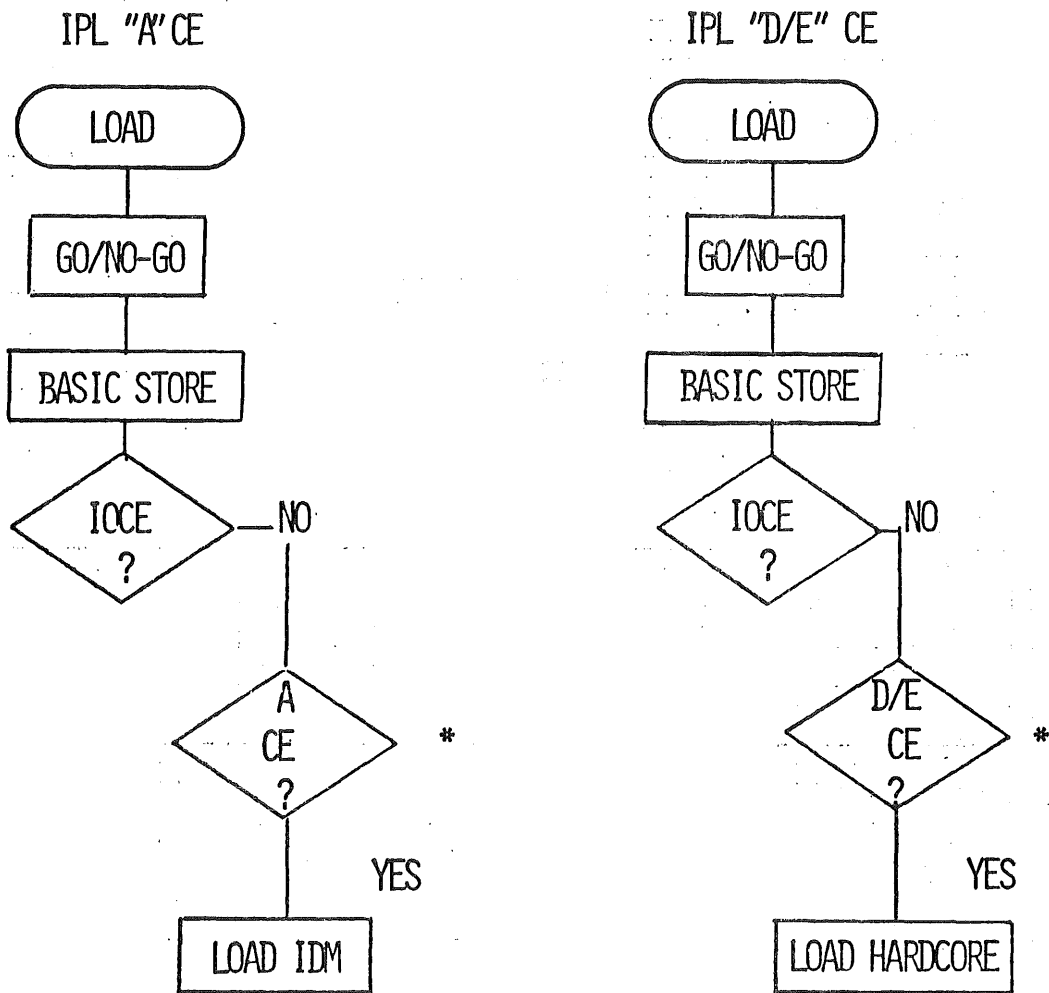 IPL "A" CE
LOAD
GO/NO-GO
BASIC STORE
IOCE
?
NO
A
CE
?
*
YES
LOAD IDM
IPL "D/E" CE
LOAD
GO/NO-GO
BASIC STORE
IOCE
?
NO
D/E
CE
?
*
YES
LOAD HARDCORE